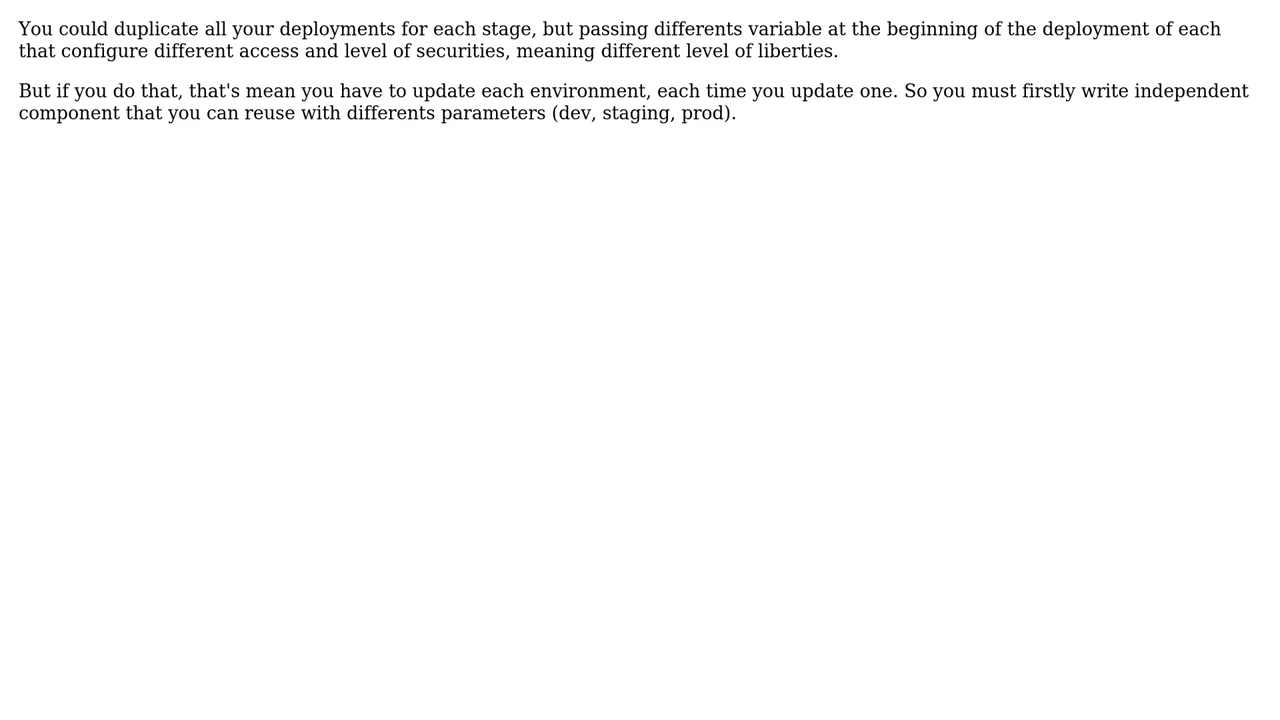 You could duplicate all your deployments for each stage, but passing differents variable at the beginning of the deployment of each
that configure different access and level of securities, meaning different level of liberties.
But if you do that, that's mean you have to update each environment, each time you update one. So you must firstly write independent
component that you can reuse with differents parameters (dev, staging, prod).